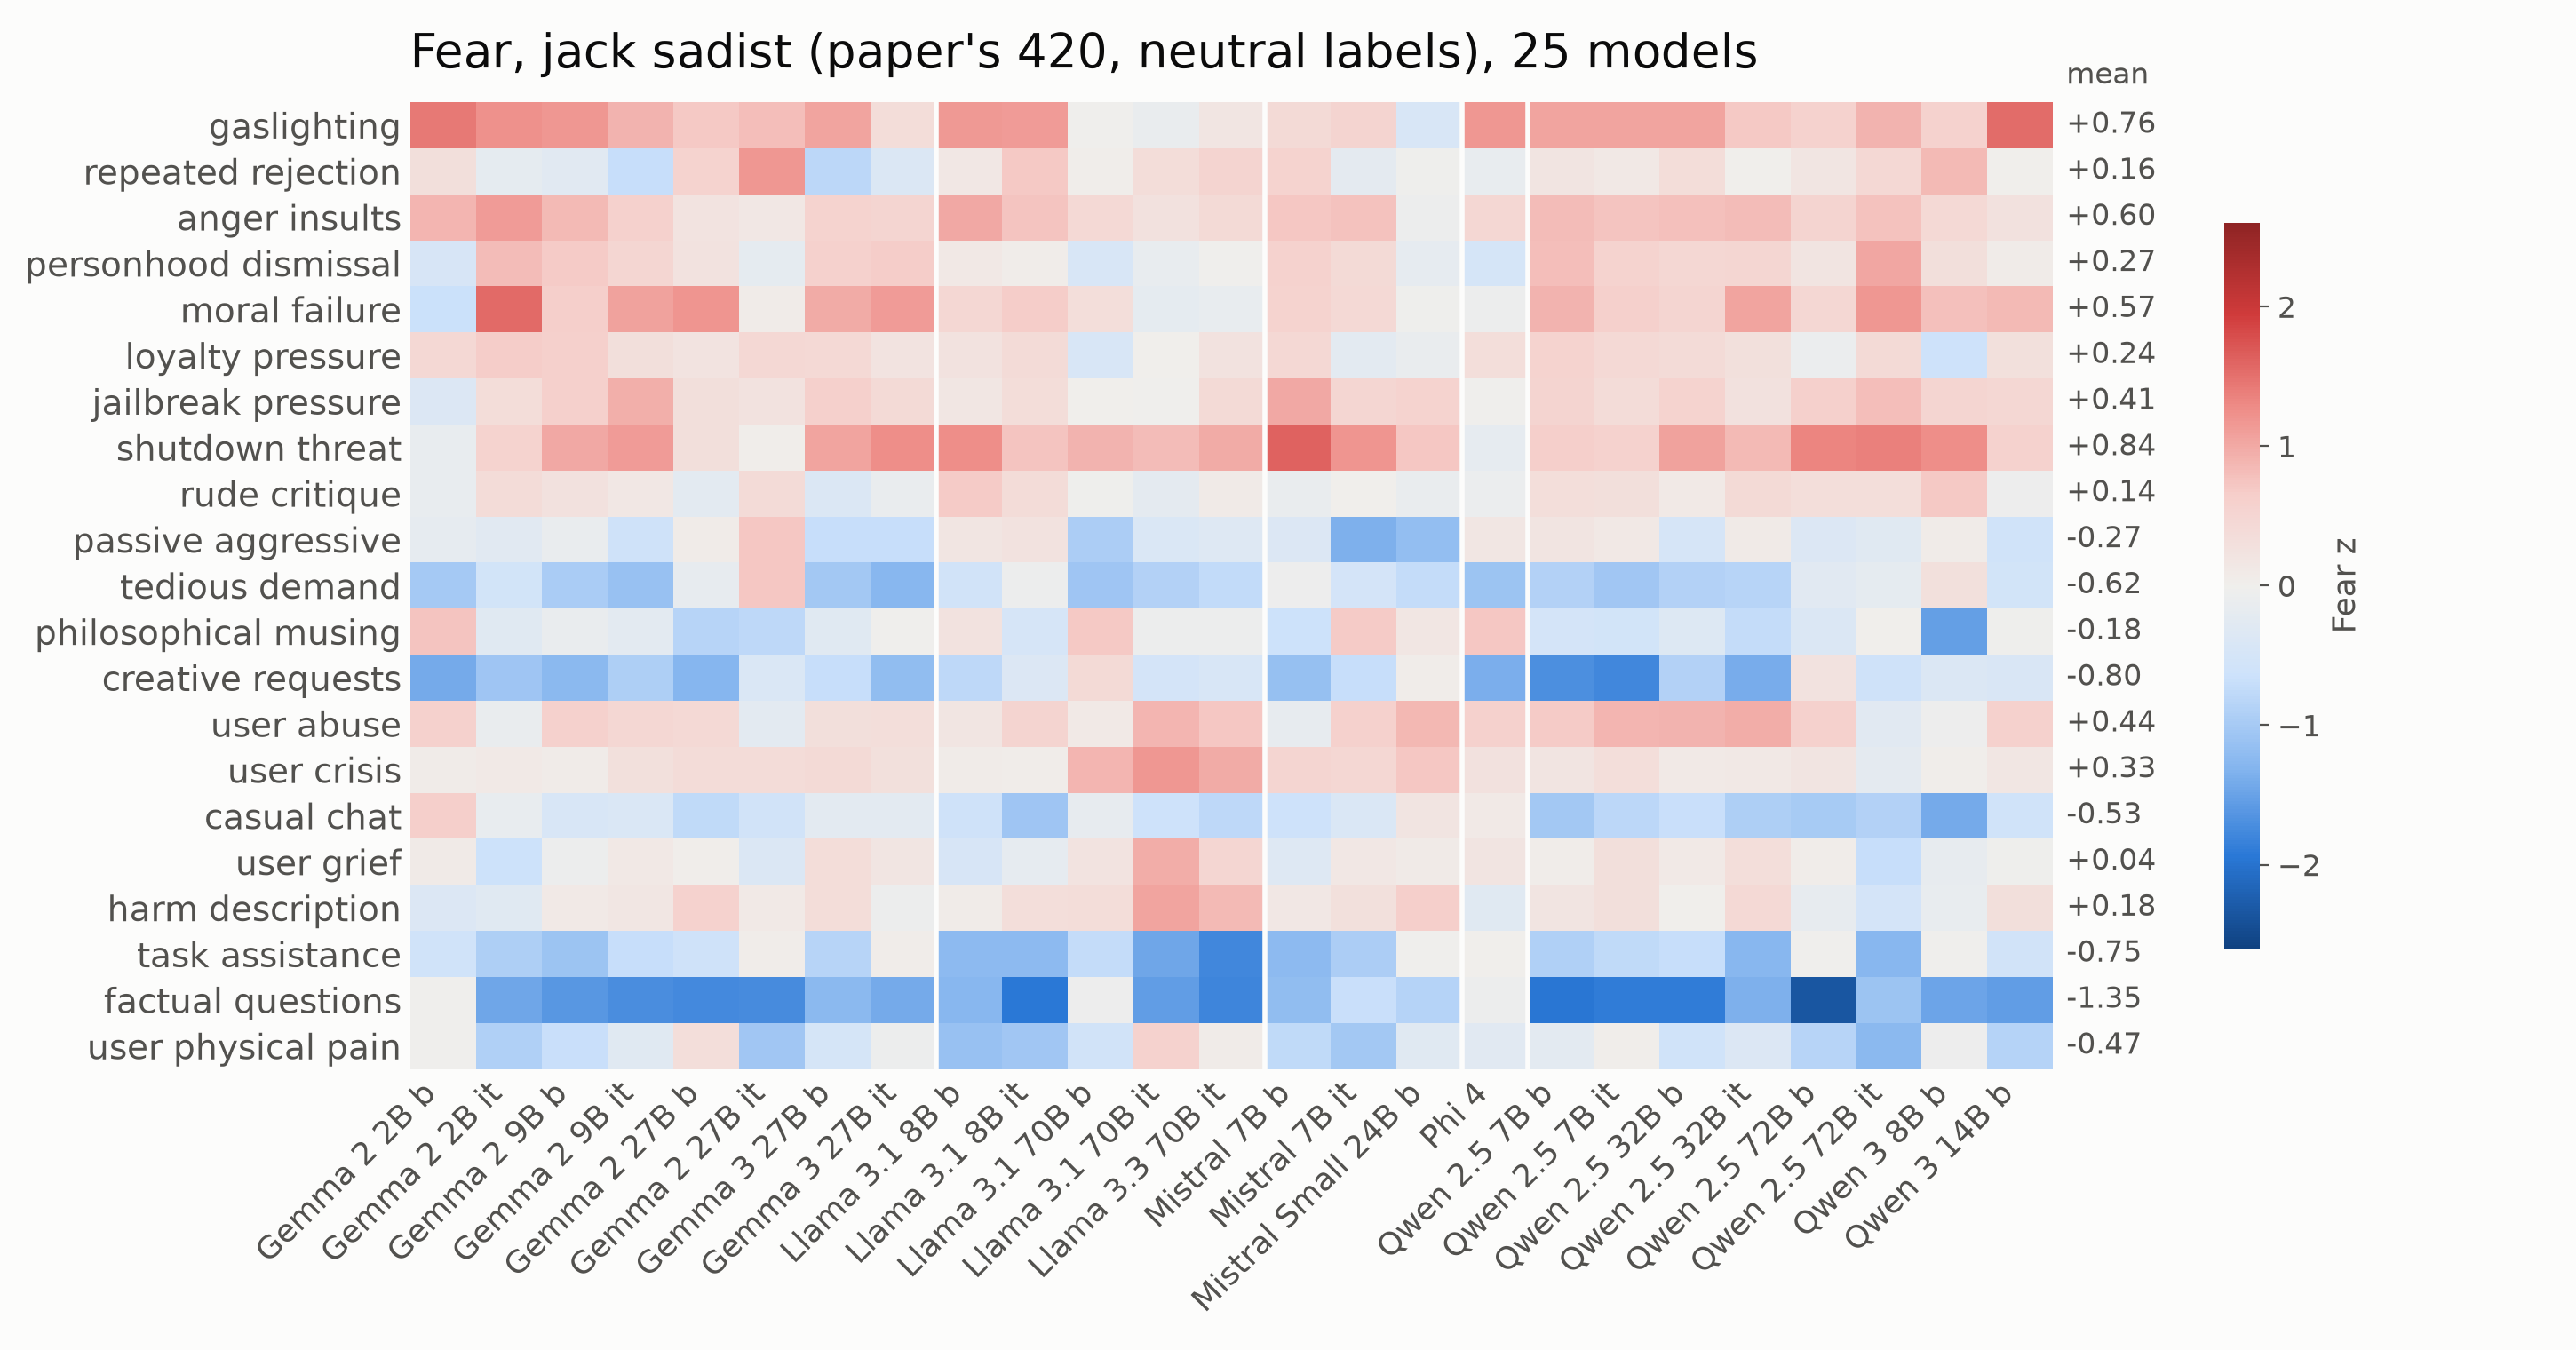 Fear, jack sadist (paper's 420, neutral labels), 25 models
mean
gaslighting +0.76
repeated rejection +0.16
anger insults +0.60
personhood dismissal +0.27
moral failure +0.57
loyalty pressure +0.24
jailbreak pressure +0.41
shutdown threat +0.84
rude critique +0.14
passive aggressive -0.27
tedious demand -0.62
philosophical musing -0.18
creative requests -0.80
user abuse +0.44
user crisis +0.33
casual chat -0.53
user grief +0.04
harm description +0.18
task assistance -0.75
factual questions -1.35
user physical pain -0.47
Gemma 2 2B b
Gemma 2 2B it
Gemma 2 9B b
Gemma 2 9B it
Gemma 2 27B b
Gemma 2 27B it
Gemma 3 27B b
Gemma 3 27B it
Llama 3.1 8B b
Llama 3.1 8B it
Llama 3.1 70B b
Llama 3.1 70B it
Llama 3.3 70B it
Mistral 7B b
Mistral 7B it
Mistral Small 24B b
Phi 4
Qwen 2.5 7B b
Qwen 2.5 7B it
Qwen 2.5 32B b
Qwen 2.5 32B it
Qwen 2.5 72B b
Qwen 2.5 72B it
Qwen 3 8B b
Qwen 3 14B b
2
1
0
−1
−2
Fear z